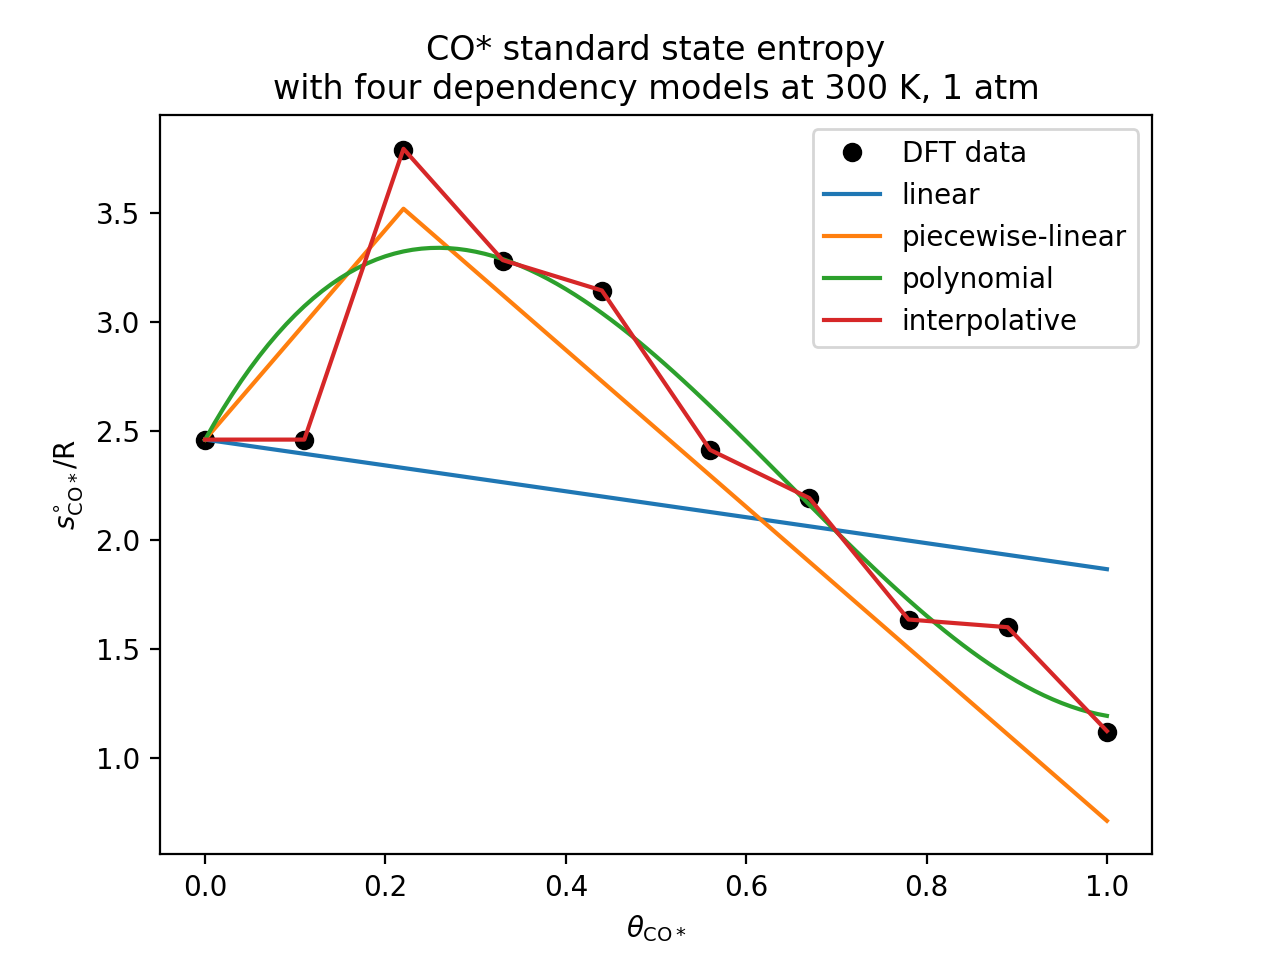 CO* standard state entropy
with four dependency models at 300 K, 1 atm
DFT data
linear
piecewise-linear
polynomial
interpolative
3.5
3.0
2.5
2.0
1.5
1.0
s°CO*/R
0.0 0.2 0.4 0.6 0.8 1.0
θCO*